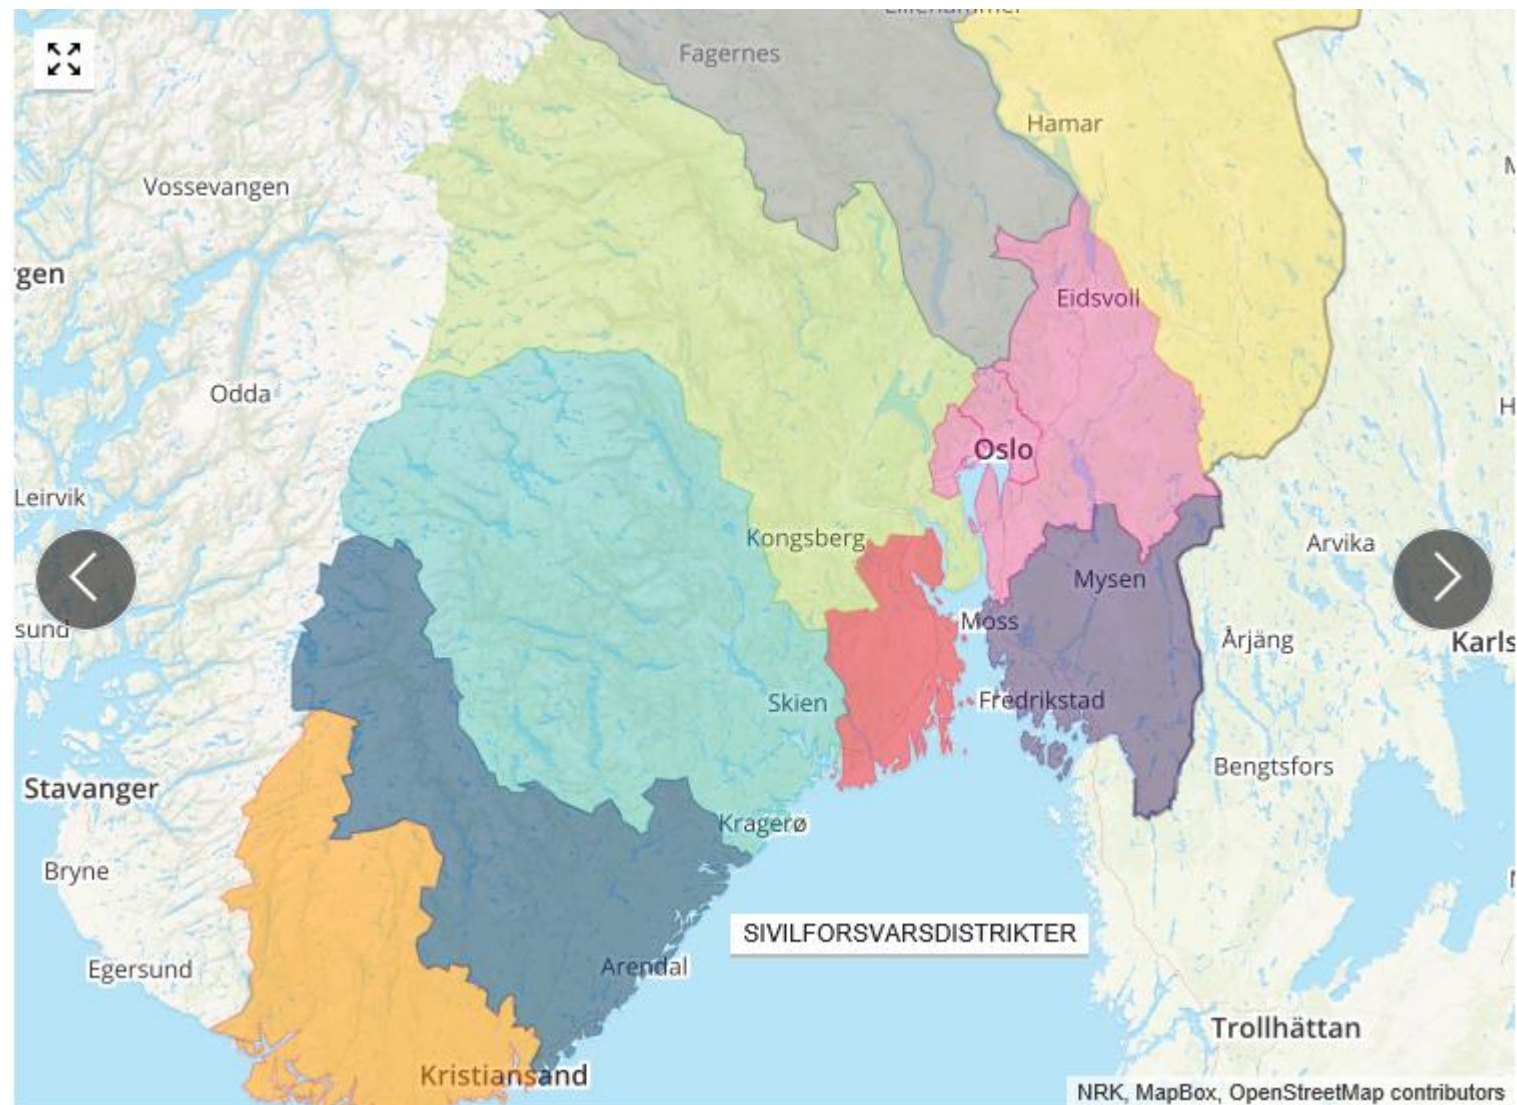 Fagernes
Hamar
Vossevangen
rgen
Eidsvoll
Odda
Oslo
Leirvik
Kongsberg
Arvika
Mysen
sund
Moss
Årjäng
Karls
Skien
Fredrikstad
Stavanger
Bengtsfors
Kragerø
Bryne
SIVILFORSVARSDISTRIKTER
Egersund
Arendal
Trollhättan
Kristiansand
NRK, MapBox, OpenStreetMap contributors